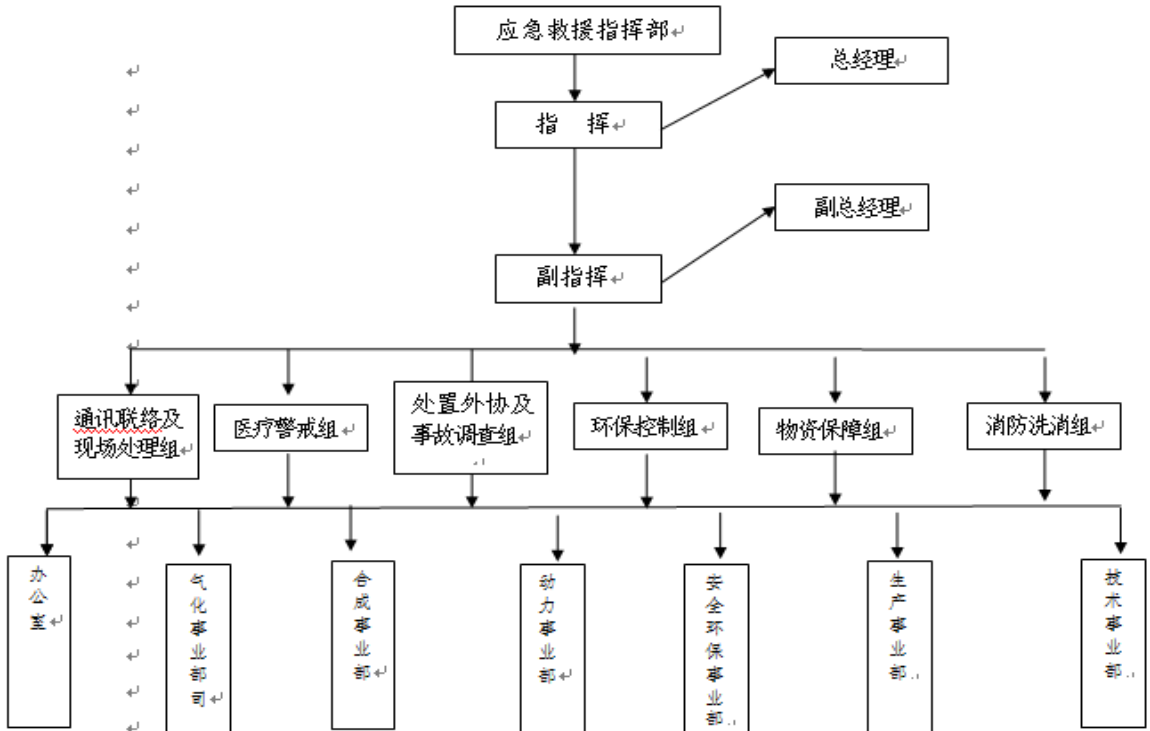 应急救援指挥部
总经理
指 挥
副总经理
副指挥
通讯联络及
现场处理组
医疗警戒组
处置外协及
事故调查组
环保控制组
物资保障组
消防洗消组
办公室
气化事业部司
合成事业部
动力事业部
安全环保事业部
生产事业部
技术事业部